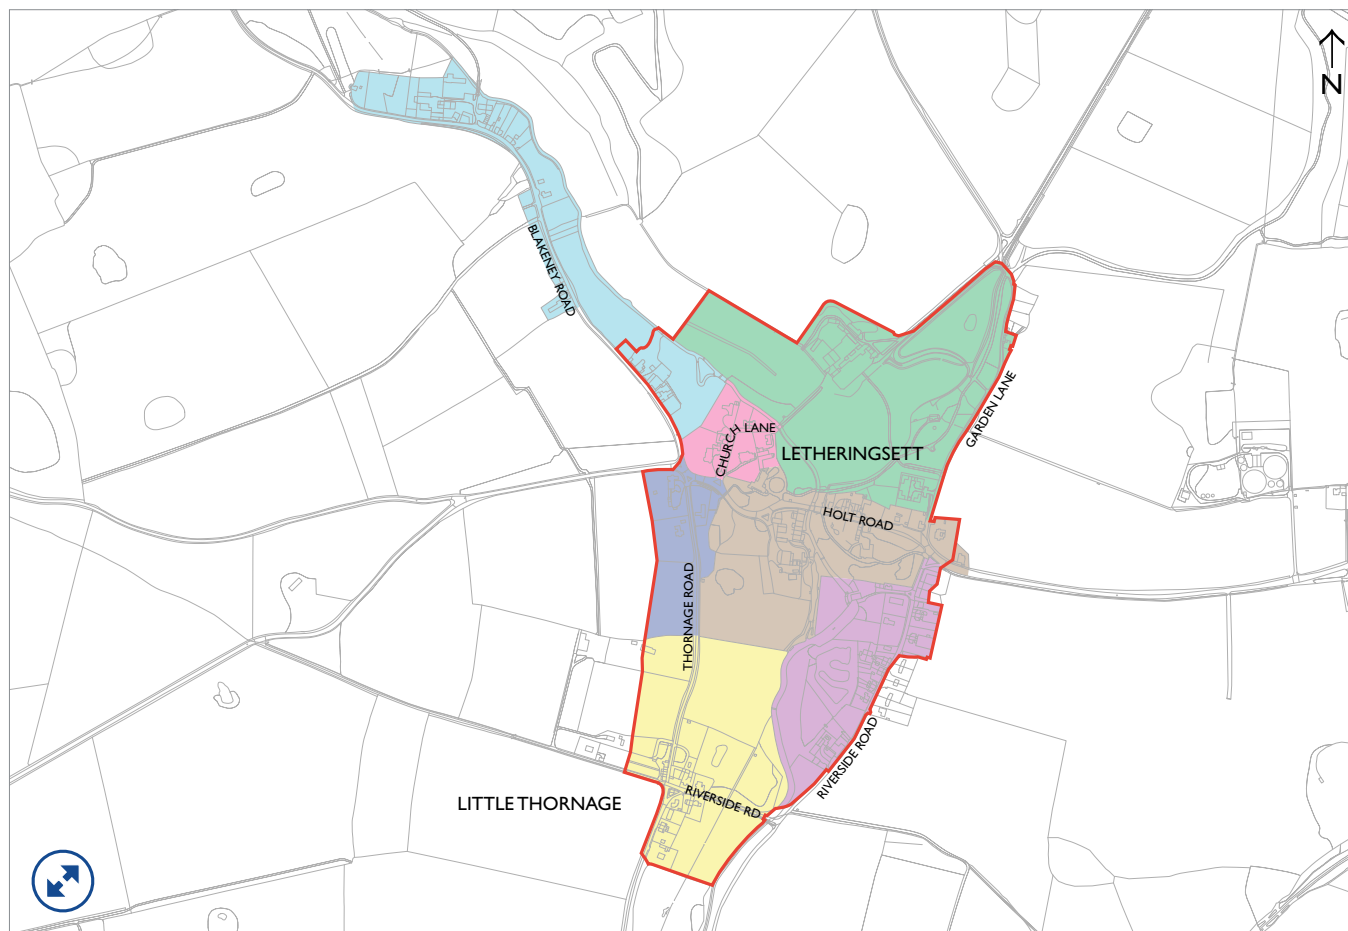 N
BLAKENEY ROAD
GARDEN LANE
CHURCH LANE
LETHERINGSETT
HOLT ROAD
THORNAGE ROAD
RIVERSIDE ROAD
RIVERSIDE RD
LITTLE THORNAGE